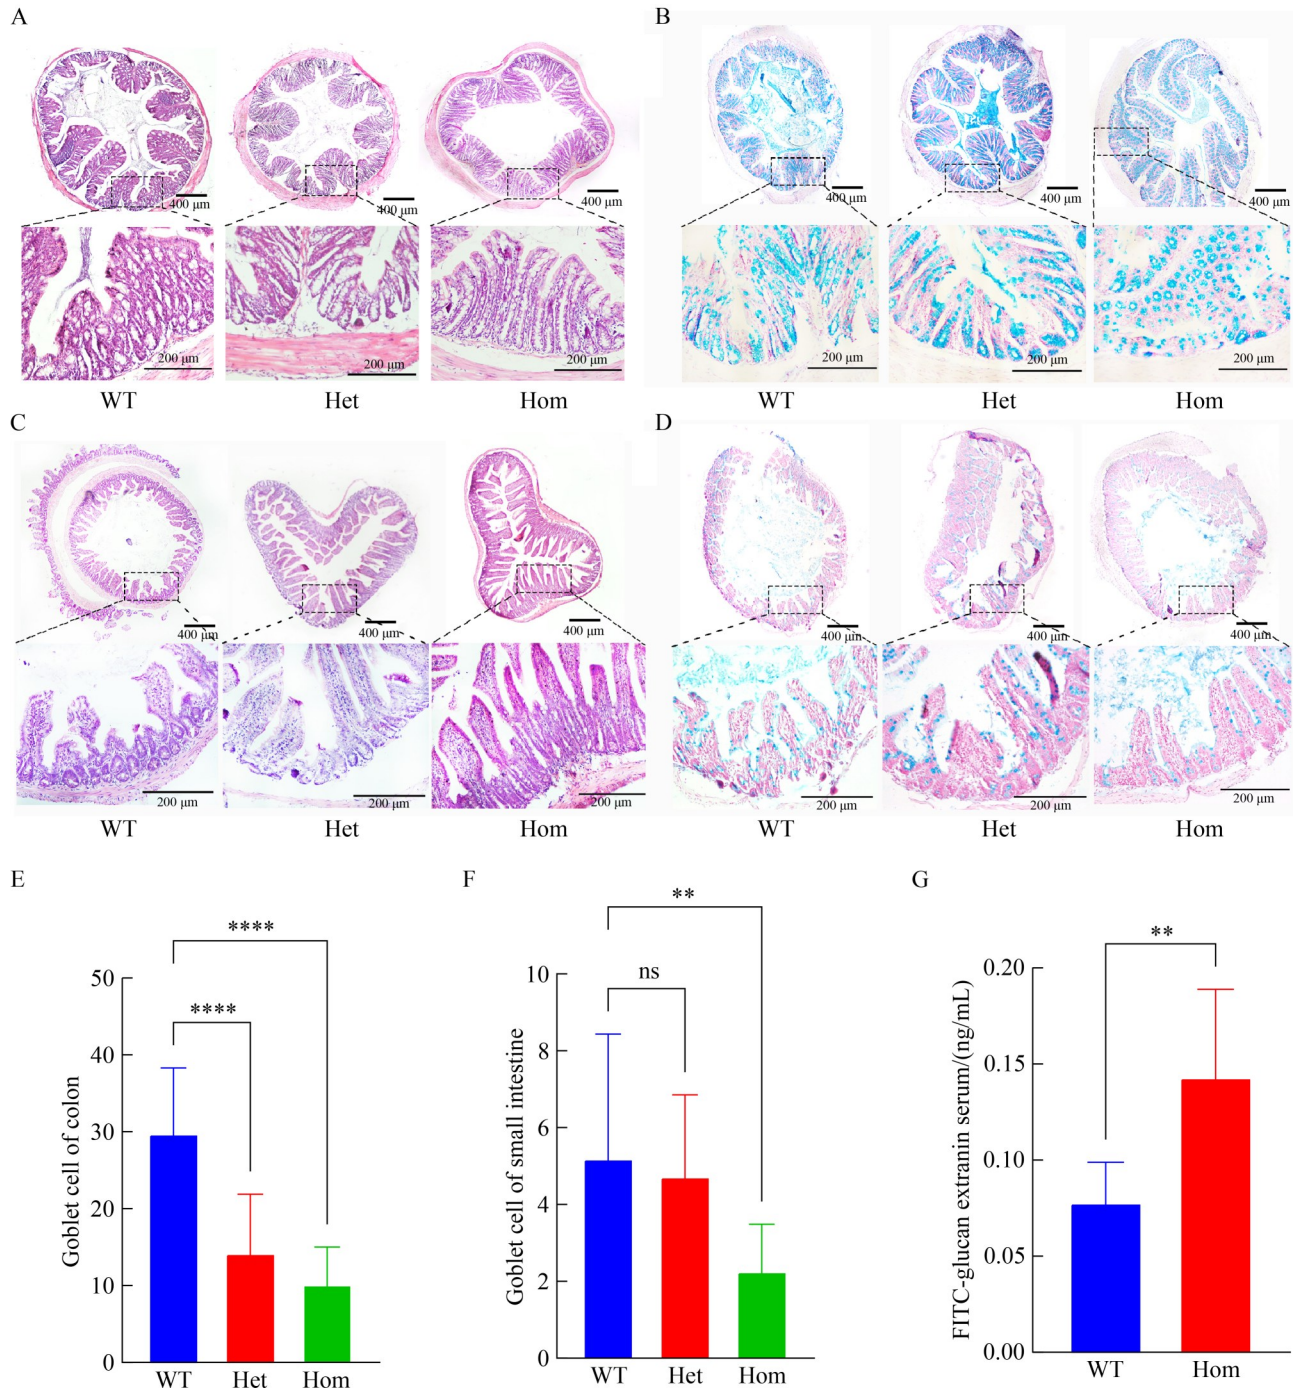 A
B
400 μm
400 μm
400 μm
400 μm
400 μm
400 μm
200 μm
200 μm
200 μm
200 μm
200 μm
200 μm
WT
Het
Hom
WT
Het
Hom
C
D
400 μm
400 μm
400 μm
400 μm
400 μm
400 μm
200 μm
200 μm
200 μm
200 μm
200 μm
200 μm
WT
Het
Hom
WT
Het
Hom
E
****
****
50
40
30
20
10
0
Goblet cell of colon
WT
Het
Hom
F
**
ns
10
8
6
4
2
0
Goblet cell of small intestine
WT
Het
Hom
G
**
0.20
0.15
0.10
0.05
0.00
FITC-glucan extranin serum/(ng/mL)
WT
Hom